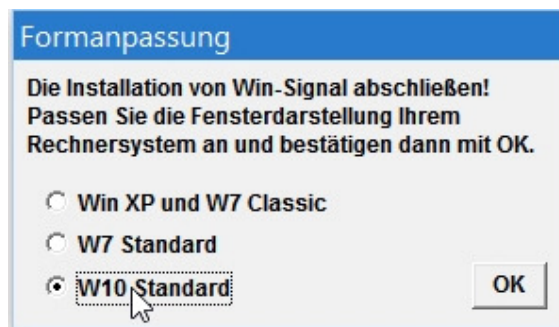 Formanpassung
Die Installation von Win-Signal abschließen!
Passen Sie die Fensterdarstellung Ihrem
Rechnersystem an und bestätigen dann mit OK.
Win XP und W7 Classic
W7 Standard
W10 Standard
OK